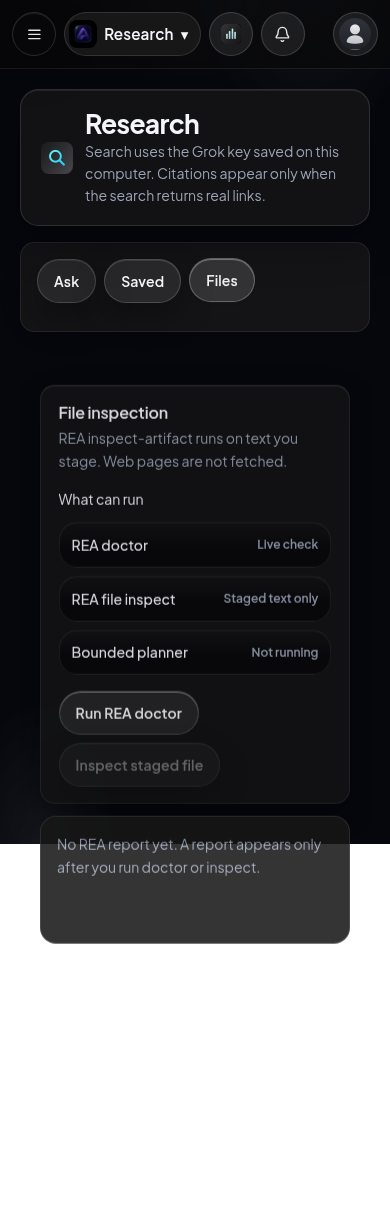 Research ▾
Research
Search uses the Grok key saved on this
computer. Citations appear only when
the search returns real links.
Ask
Saved
Files
File inspection
REA inspect-artifact runs on text you
stage. Web pages are not fetched.
What can run
REA doctor
Live check
REA file inspect
Staged text only
Bounded planner
Not running
Run REA doctor
Inspect staged file
No REA report yet. A report appears only
after you run doctor or inspect.